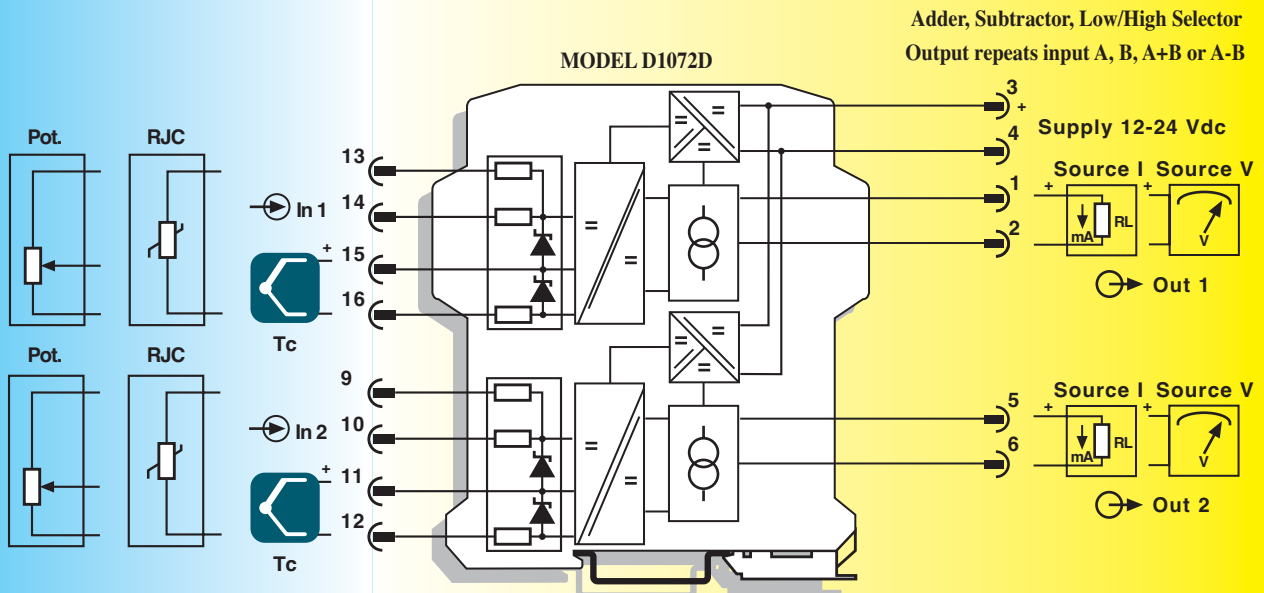 Adder, Subtractor, Low/High Selector
Output repeats input A, B, A+B or A-B
MODEL D1072D
3
+
Supply 12-24 Vdc
4
Pot.
RJC
13
In 1
14
+
15
16
Tc
1
2
Source I
Source V
+
+
mA
RL
V
Out 1
Pot.
RJC
9
In 2
10
+
11
12
Tc
5
6
Source I
Source V
+
+
mA
RL
V
Out 2
=
=
=
=
=
=
=
=
=
=